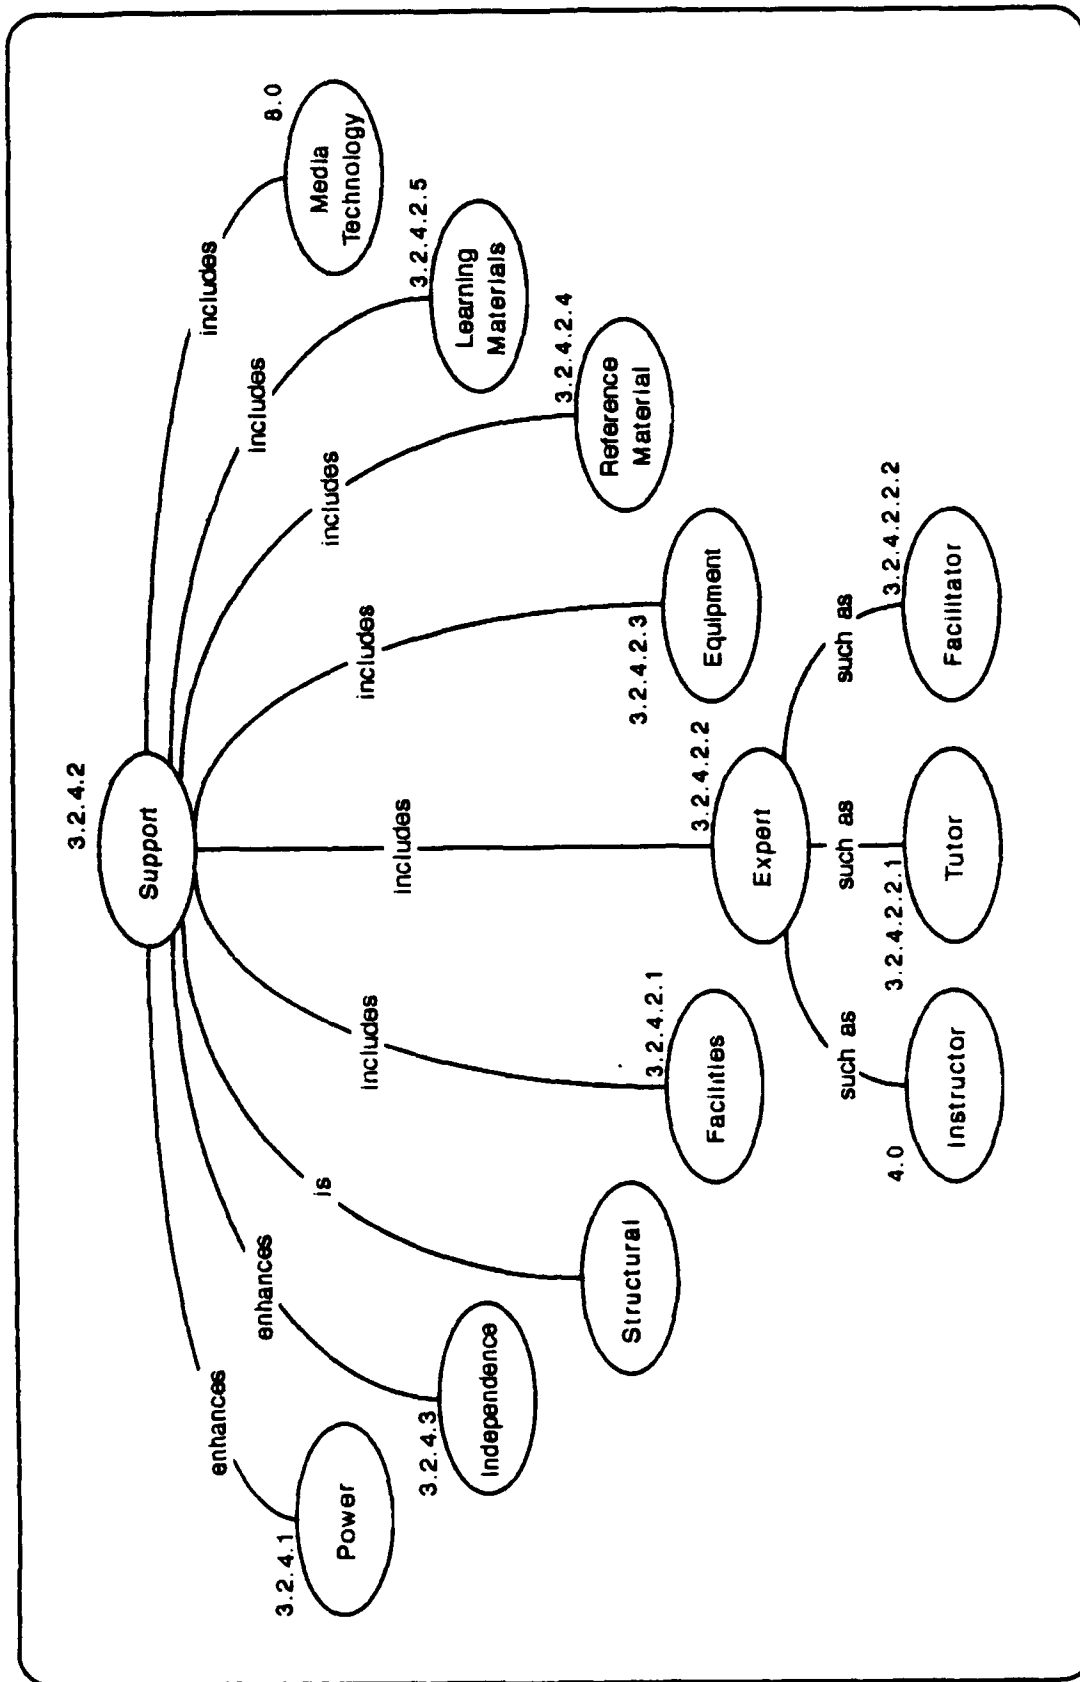 3.2.4.2
Support
enhances
enhances
is
includes
includes
includes
includes
includes
includes
3.2.4.1
Power
3.2.4.3
Independence
Structural
3.2.4.2.1
Facilities
3.2.4.2.2
Expert
3.2.4.2.3
Equipment
3.2.4.2.4
Reference
Material
3.2.4.2.5
Learning
Materials
8.0
Media
Technology
such as
such as
such as
4.0
Instructor
3.2.4.2.2.1
Tutor
3.2.4.2.2.2
Facilitator